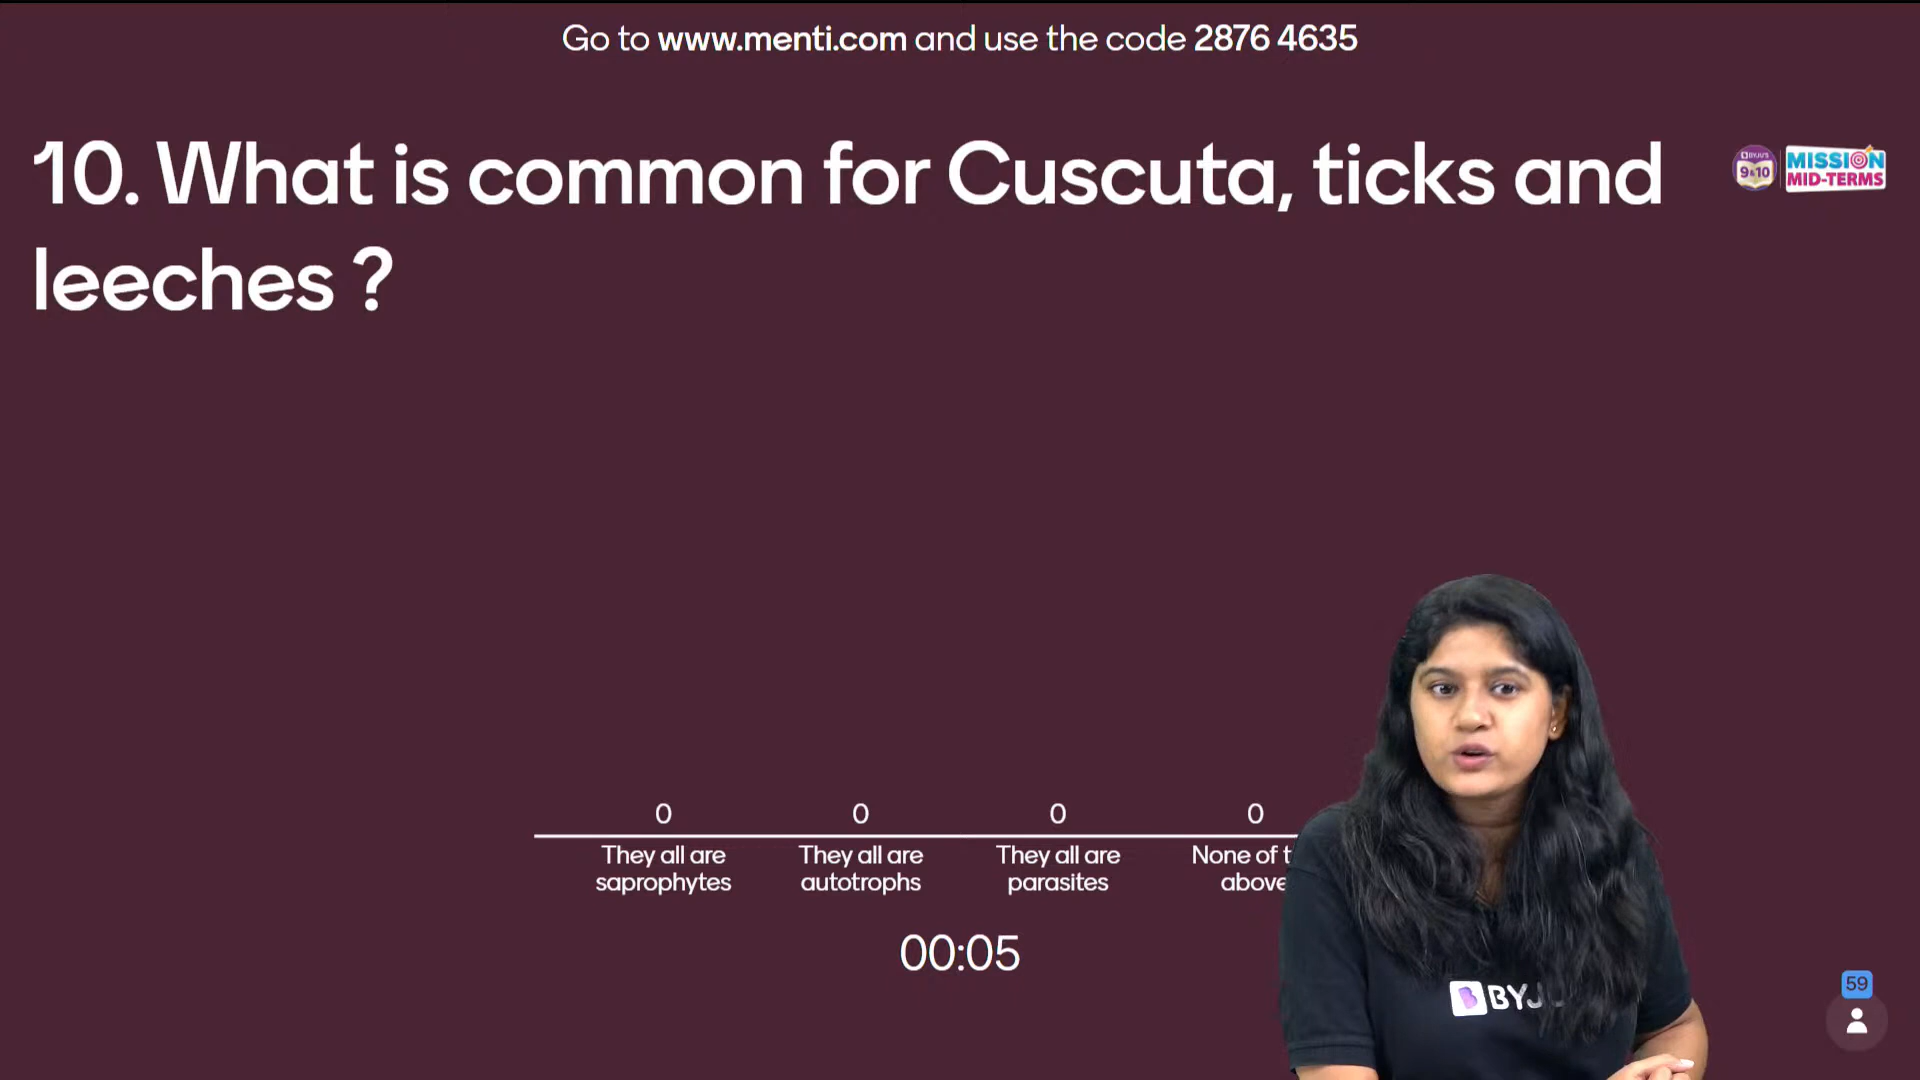 Go to www.menti.com and use the code 2876 4635
10. What is common for Cuscuta, ticks and
leeches ?
BYJU'S
9&10
MISSION
MID-TERMS
0 0 0 0
They all are They all are They all are None of t
saprophytes autotrophs parasites above
00:05
BYJ
59